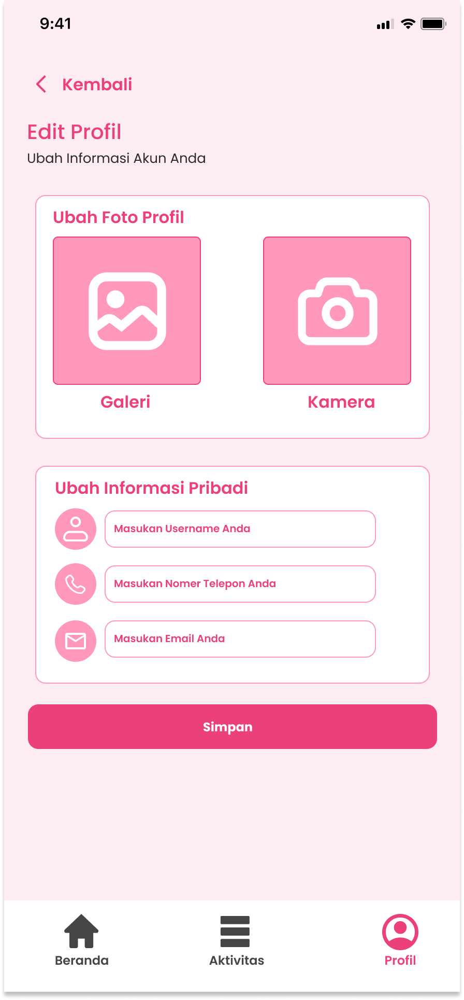 9:41
Kembali
Edit Profil
Ubah Informasi Akun Anda
Ubah Foto Profil
Galeri
Kamera
Ubah Informasi Pribadi
Masukan Username Anda
Masukan Nomer Telepon Anda
Masukan Email Anda
Simpan
Beranda
Aktivitas
Profil